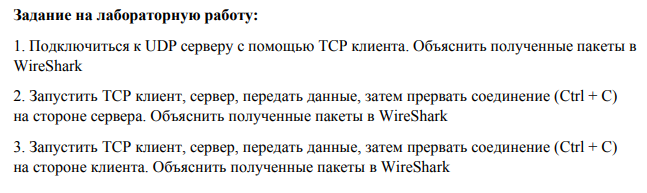 Задание на лабораторную работу:
1. Подключиться к UDP серверу с помощью TCP клиента. Объяснить полученные пакеты в
WireShark
2. Запустить TCP клиент, сервер, передать данные, затем прервать соединение (Ctrl + C)
на стороне сервера. Объяснить полученные пакеты в WireShark
3. Запустить TCP клиент, сервер, передать данные, затем прервать соединение (Ctrl + C)
на стороне клиента. Объяснить полученные пакеты в WireShark